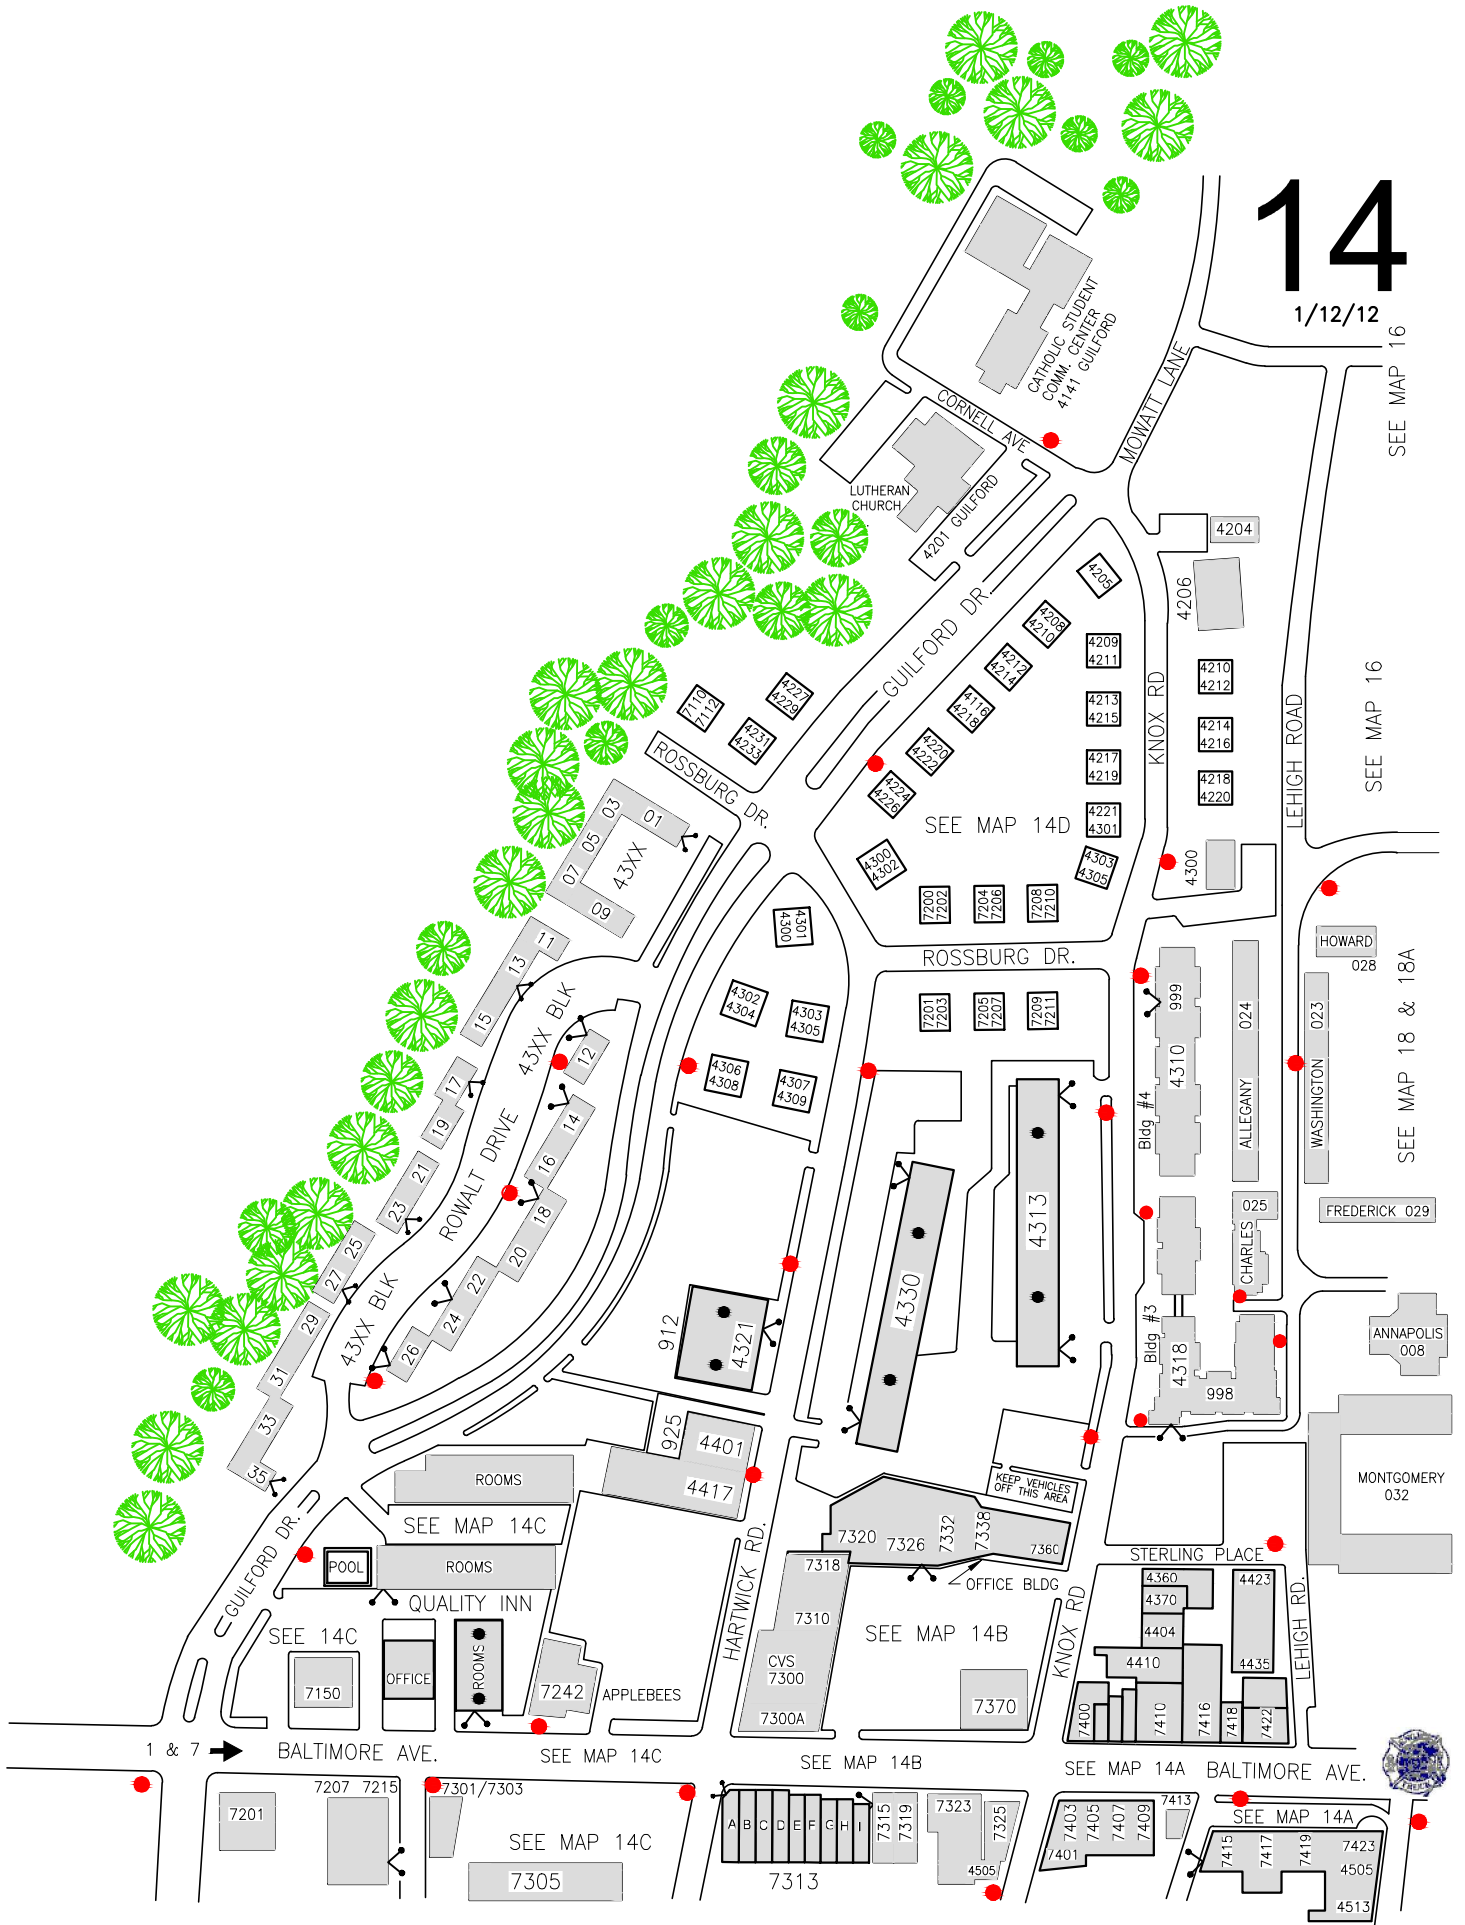 14
1/12/12
SEE MAP 16
CATHOLIC STUDENT
COMM. CENTER
4141 GUILFORD
MOWATT LANE
CORNELL AVE
LUTHERAN
CHURCH
4201 GUILFORD
4204
4206
4205
GUILFORD DR.
4208
4210
4209
4211
4212
4214
4210
4212
SEE MAP 16
KNOX RD
LEHIGH ROAD
7110
7112
4227
4229
4231
4233
4116
4218
4213
4215
4214
4216
4220
4222
4217
4219
4218
4220
ROSSBURG DR.
4224
4226
SEE MAP 14D
4221
4301
01
03
05
07
09
43XX
4300
4302
4303
4305
4300
7200
7202
7204
7206
7208
7210
4301
4300
ROSSBURG DR.
HOWARD
028
11
13
15
43XX BLK
4302
4304
4303
4305
7201
7203
7205
7207
7209
7211
999
4310
Bldg #4
024
ALLEGANY
023
WASHINGTON
SEE MAP 18 & 18A
12
17
19
4306
4308
4307
4309
14
16
ROWALT DRIVE
21
23
18
20
4313
4330
025
CHARLES
FREDERICK 029
25
27
22
24
26
43XX BLK
29
31
33
35
912
4321
Bldg #3
4318
998
ANNAPOLIS
008
925
4401
4417
ROOMS
SEE MAP 14C
ROOMS
POOL
QUALITY INN
GUILFORD DR.
KEEP VEHICLES
OFF THIS AREA
MONTGOMERY
032
7320
7326
7332
7338
7360
OFFICE BLDG
7318
7310
CVS
7300
7300A
HARTWICK RD.
SEE MAP 14B
7370
KNOX RD
STERLING PLACE
4360
4370
4404
4410
4423
4435
LEHIGH RD.
7400
7410
7416
7418
7422
SEE 14C
7150
OFFICE
ROOMS
7242
APPLEBEES
1 & 7
BALTIMORE AVE.
SEE MAP 14C
SEE MAP 14B
SEE MAP 14A
BALTIMORE AVE.
7201
7207 7215
7301/7303
SEE MAP 14C
7305
A B C D E F G H I
7313
7315
7319
7323
7325
4505
7401
7403
7405
7407
7409
7413
SEE MAP 14A
7415
7417
7419
7423
4505
4513